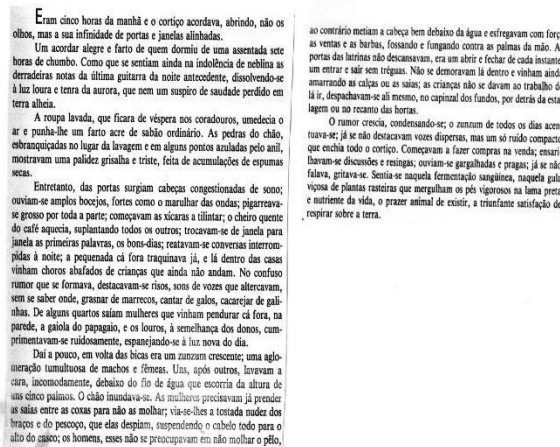 Eram cinco horas da manhã e o cortiço acordava, abrindo, não os
olhos, mas a sua infinidade de portas e janelas alinhadas.
Um acordar alegre e farto de quem dormiu de uma assentada sete
horas de chumbo. Como que se sentiam ainda na indolência de neblina as
derradeiras notas da última guitarra da noite antecedente, dissolvendo-se
à luz loura e tenra da aurora, que nem um suspiro de saudade perdido em
terra alheia.
A roupa lavada, que ficara de véspera nos coradouros, umedecia o
ar e punha-lhe um farto acre de sabão ordinário. As pedras do chão,
esbranquiçadas no lugar da lavagem e em alguns pontos azuladas pelo anil,
mostravam uma palidez grisalha e triste, feita de acumulações de espumas
secas.
Entretanto, das portas surgiam cabeças congestionadas de sono;
ouviam-se amplos bocejos, fortes como o marulhar das ondas; pigarreava-
se grosso por toda a parte; começavam as xícaras a tilintar; o cheiro quente
do café aquecia, suplantando todos os outros; trocavam-se de janela para
janela as primeiras palavras, os bons-dias; reatavam-se conversas interrom-
pidas à noite; a pequenada cá fora traquinava já, e lá dentro das casas
vinham choros abafados de crianças que ainda não andam. No confuso
rumor que se formava, destacavam-se risos, sons de vozes que altercavam,
sem se saber onde, grasnar de marrecos, cantar de galos, cacarejar de gali-
nhas. De alguns quartos saíam mulheres que vinham pendurar cá fora, na
parede, a gaiola do papagaio, e os louros, à semelhança dos donos, cum-
primentavam-se ruidosamente, espanejando-se à luz nova do dia.
Daí a pouco, em volta das bicas era um zunzum crescente; uma aglo-
meração tumultuosa de machos e fêmeas. Uns, após outros, lavavam a
cara, incomodamente, debaixo do fio de água que escorria da altura de
uns cinco palmos. O chão inundava-se. As mulheres precisavam já prender
as saias entre as coxas para não as molhar; via-se-lhes a tostada nudez dos
braços e do pescoço, que elas despiam, suspendendo o cabelo todo para o
alto do casco; os homens, esses não se preocupavam em não molhar o pêlo,
ao contrário metiam a cabeça bem debaixo da água e esfregavam com forç
as ventas e as barbas, fossando e fungando contra as palmas da mão. A
portas das latrinas não descansavam, era um abrir e fechar de cada instante
um entrar e sair sem tréguas. Não se demoravam lá dentro e vinham aind
amarrando as calças ou as saias; as crianças não se davam ao trabalho d
lá ir, despachavam-se ali mesmo, no capinzal dos fundos, por detrás da esta
lagem ou no recanto das hortas.
O rumor crescia, condensando-se; o zunzum de todos os dias acen
tuava-se; já se não destacavam vozes dispersas, mas um só ruído compact
que enchia todo o cortiço. Começavam a fazer compras na venda; ensari
lhavam-se discussões e resingas; ouviam-se gargalhadas e pragas; já se não
falava, gritava-se. Sentia-se naquela fermentação sangüínea, naquela gula
viçosa de plantas rasteiras que mergulham os pés vigorosos na lama preta
e nutriente da vida, o prazer animal de existir, a triunfante satisfação de
respirar sobre a terra.